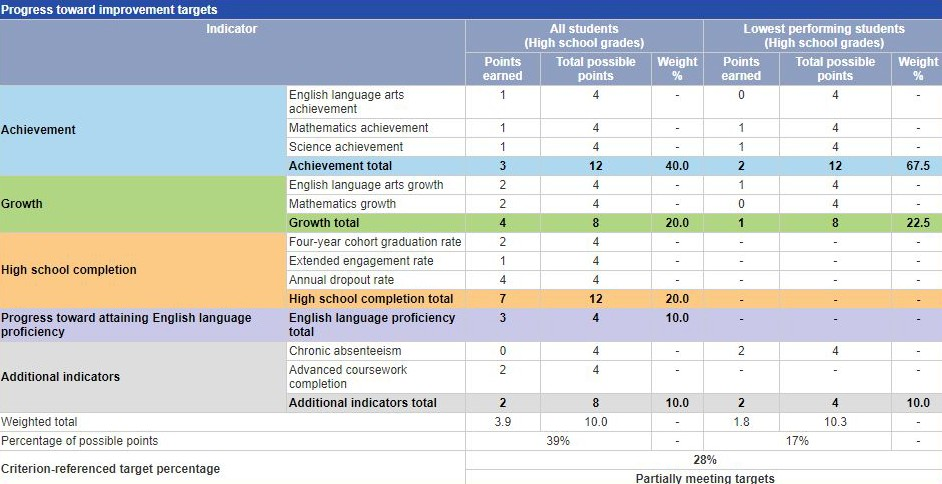 Progress toward improvement targets
Indicator
All students
(High school grades)
Lowest performing students
(High school grades)
Points earned Total possible points Weight % Points earned Total possible points Weight %
Achievement
English language arts achievement 1 4 - 0 4 -
Mathematics achievement 1 4 - 1 4 -
Science achievement 1 4 - 1 4 -
Achievement total 3 12 40.0 2 12 67.5
Growth
English language arts growth 2 4 - 1 4 -
Mathematics growth 2 4 - 0 4 -
Growth total 4 8 20.0 1 8 22.5
High school completion
Four-year cohort graduation rate 2 4 - - - -
Extended engagement rate 1 4 - - - -
Annual dropout rate 4 4 - - - -
High school completion total 7 12 20.0 - - -
Progress toward attaining English language proficiency
English language proficiency total 3 4 10.0 - - -
Additional indicators
Chronic absenteeism 0 4 - 2 4 -
Advanced coursework completion 2 4 - - - -
Additional indicators total 2 8 10.0 2 4 10.0
Weighted total 3.9 10.0 - 1.8 10.3 -
Percentage of possible points 39% - 17% -
Criterion-referenced target percentage
28%
Partially meeting targets